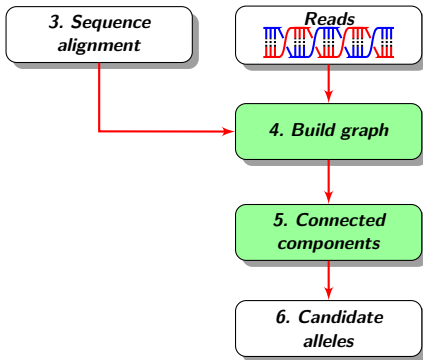 3. Sequence
alignment
Reads
4. Build graph
5. Connected
components
6. Candidate
alleles